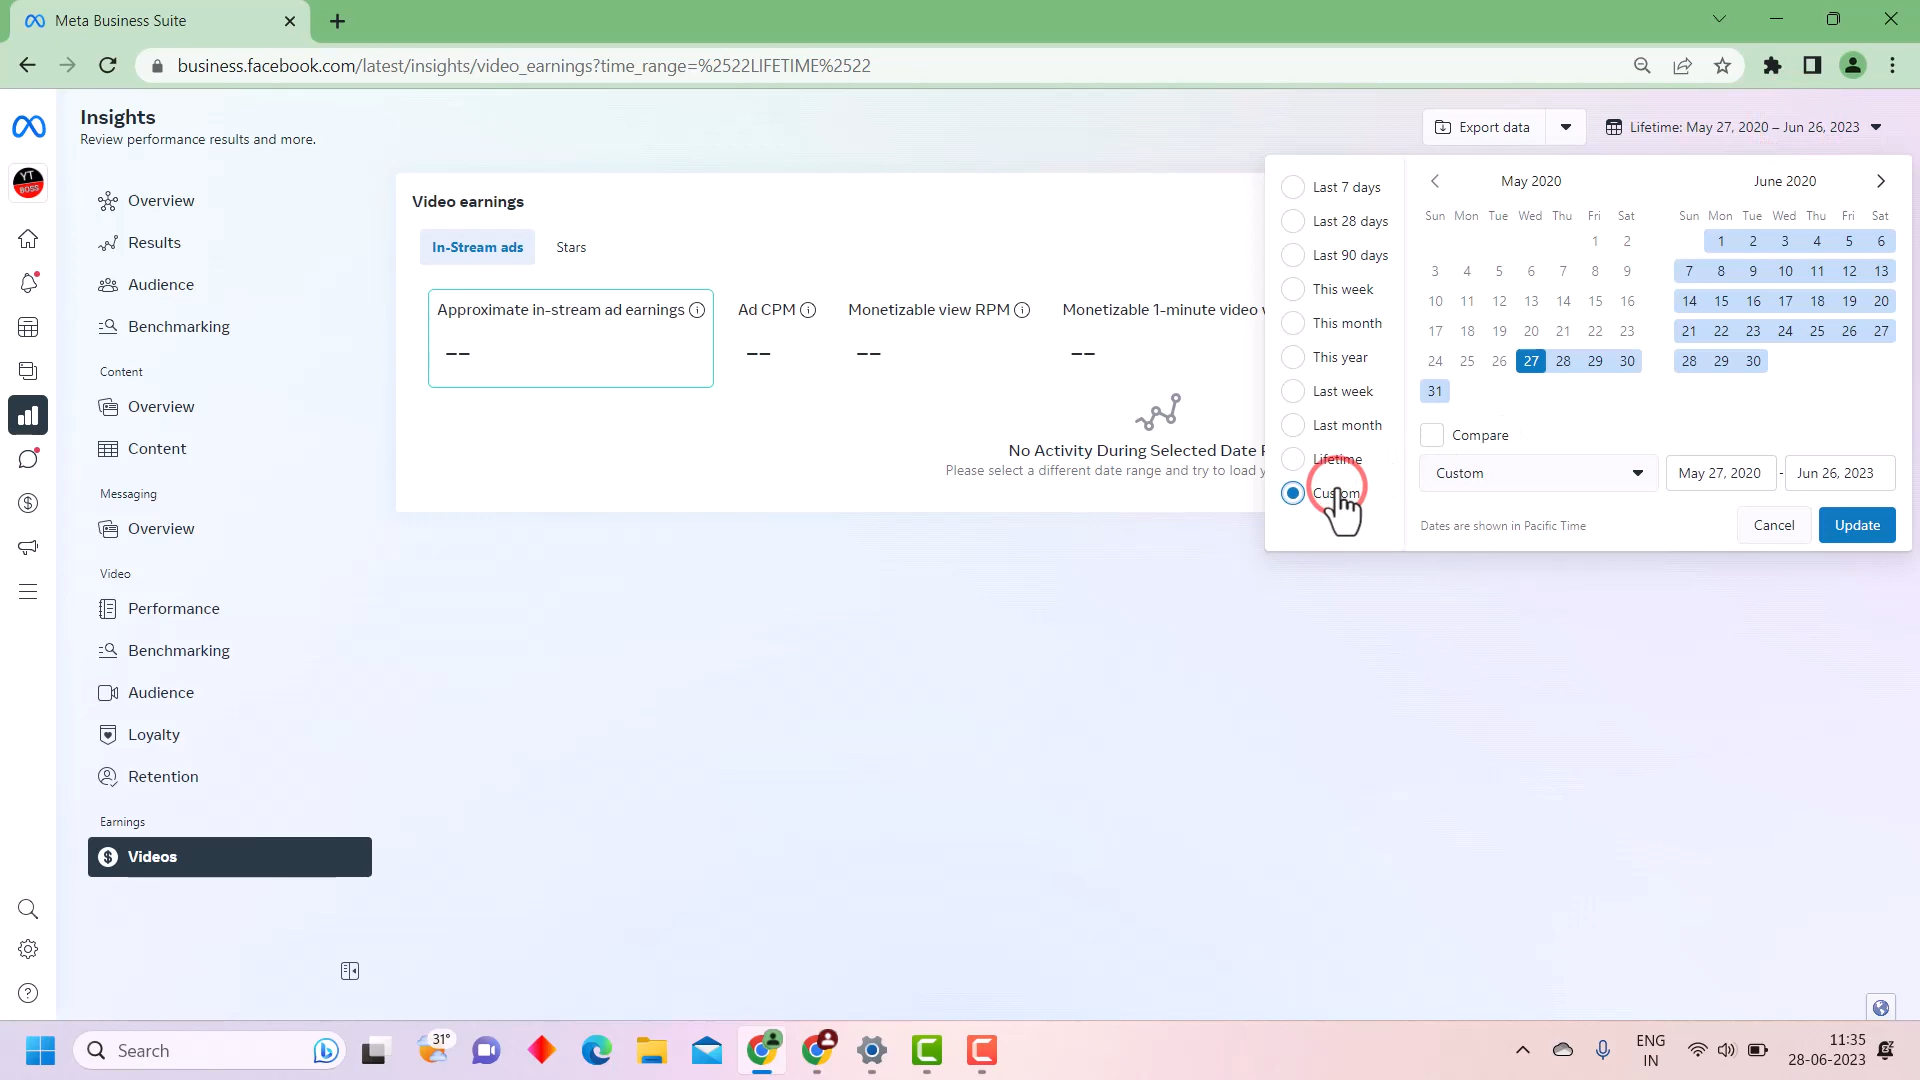 Meta Business Suite
business.facebook.com/latest/insights/video_earnings?time_range=%2522LIFETIME%2522
Insights
Review performance results and more.
Export data
Lifetime: May 27, 2020 – Jun 26, 2023
YT
BOSS
Overview
Results
Audience
Benchmarking
Content
Overview
Content
Messaging
Overview
Video
Performance
Benchmarking
Audience
Loyalty
Retention
Earnings
Videos
Video earnings
In-Stream ads
Stars
Approximate in-stream ad earnings
Ad CPM
Monetizable view RPM
Monetizable 1-minute video
--
--
--
--
No Activity During Selected Date
Please select a different date range and try to load
Last 7 days
Last 28 days
Last 90 days
This week
This month
This year
Last week
Last month
Lifetime
Custom
May 2020
Sun Mon Tue Wed Thu Fri Sat
1 2
3 4 5 6 7 8 9
10 11 12 13 14 15 16
17 18 19 20 21 22 23
24 25 26 27 28 29 30
31
June 2020
Sun Mon Tue Wed Thu Fri Sat
1 2 3 4 5 6
7 8 9 10 11 12 13
14 15 16 17 18 19 20
21 22 23 24 25 26 27
28 29 30
Compare
Custom
May 27, 2020 - Jun 26, 2023
Dates are shown in Pacific Time
Cancel
Update
Search
31°
ENG
IN
11:35
28-06-2023